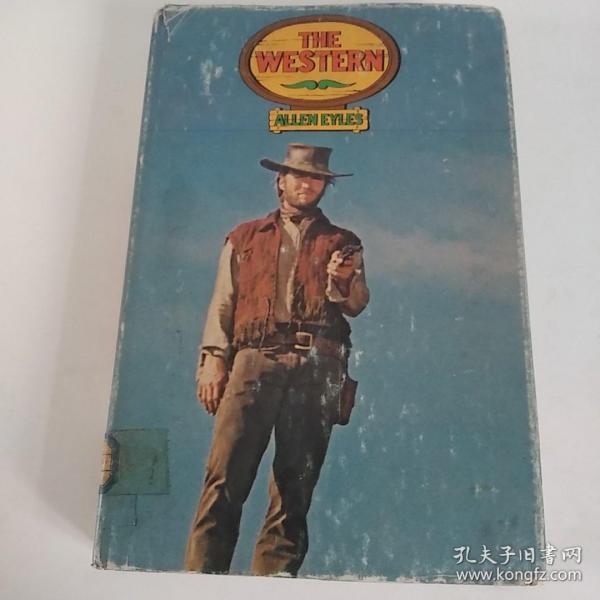 THE
WESTERN
ALLEN EYLES
孔夫子旧书网
www.kongfz.com